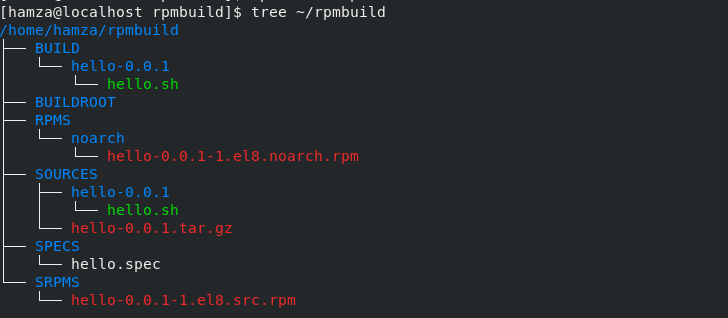 [hamza@localhost rpmbuild]$ tree ~/rpmbuild
/home/hamza/rpmbuild
├── BUILD
│   └── hello-0.0.1
│       └── hello.sh
├── BUILDROOT
├── RPMS
│   └── noarch
│       └── hello-0.0.1-1.el8.noarch.rpm
├── SOURCES
│   ├── hello-0.0.1
│   │   └── hello.sh
│   └── hello-0.0.1.tar.gz
├── SPECS
│   └── hello.spec
└── SRPMS
    └── hello-0.0.1-1.el8.src.rpm